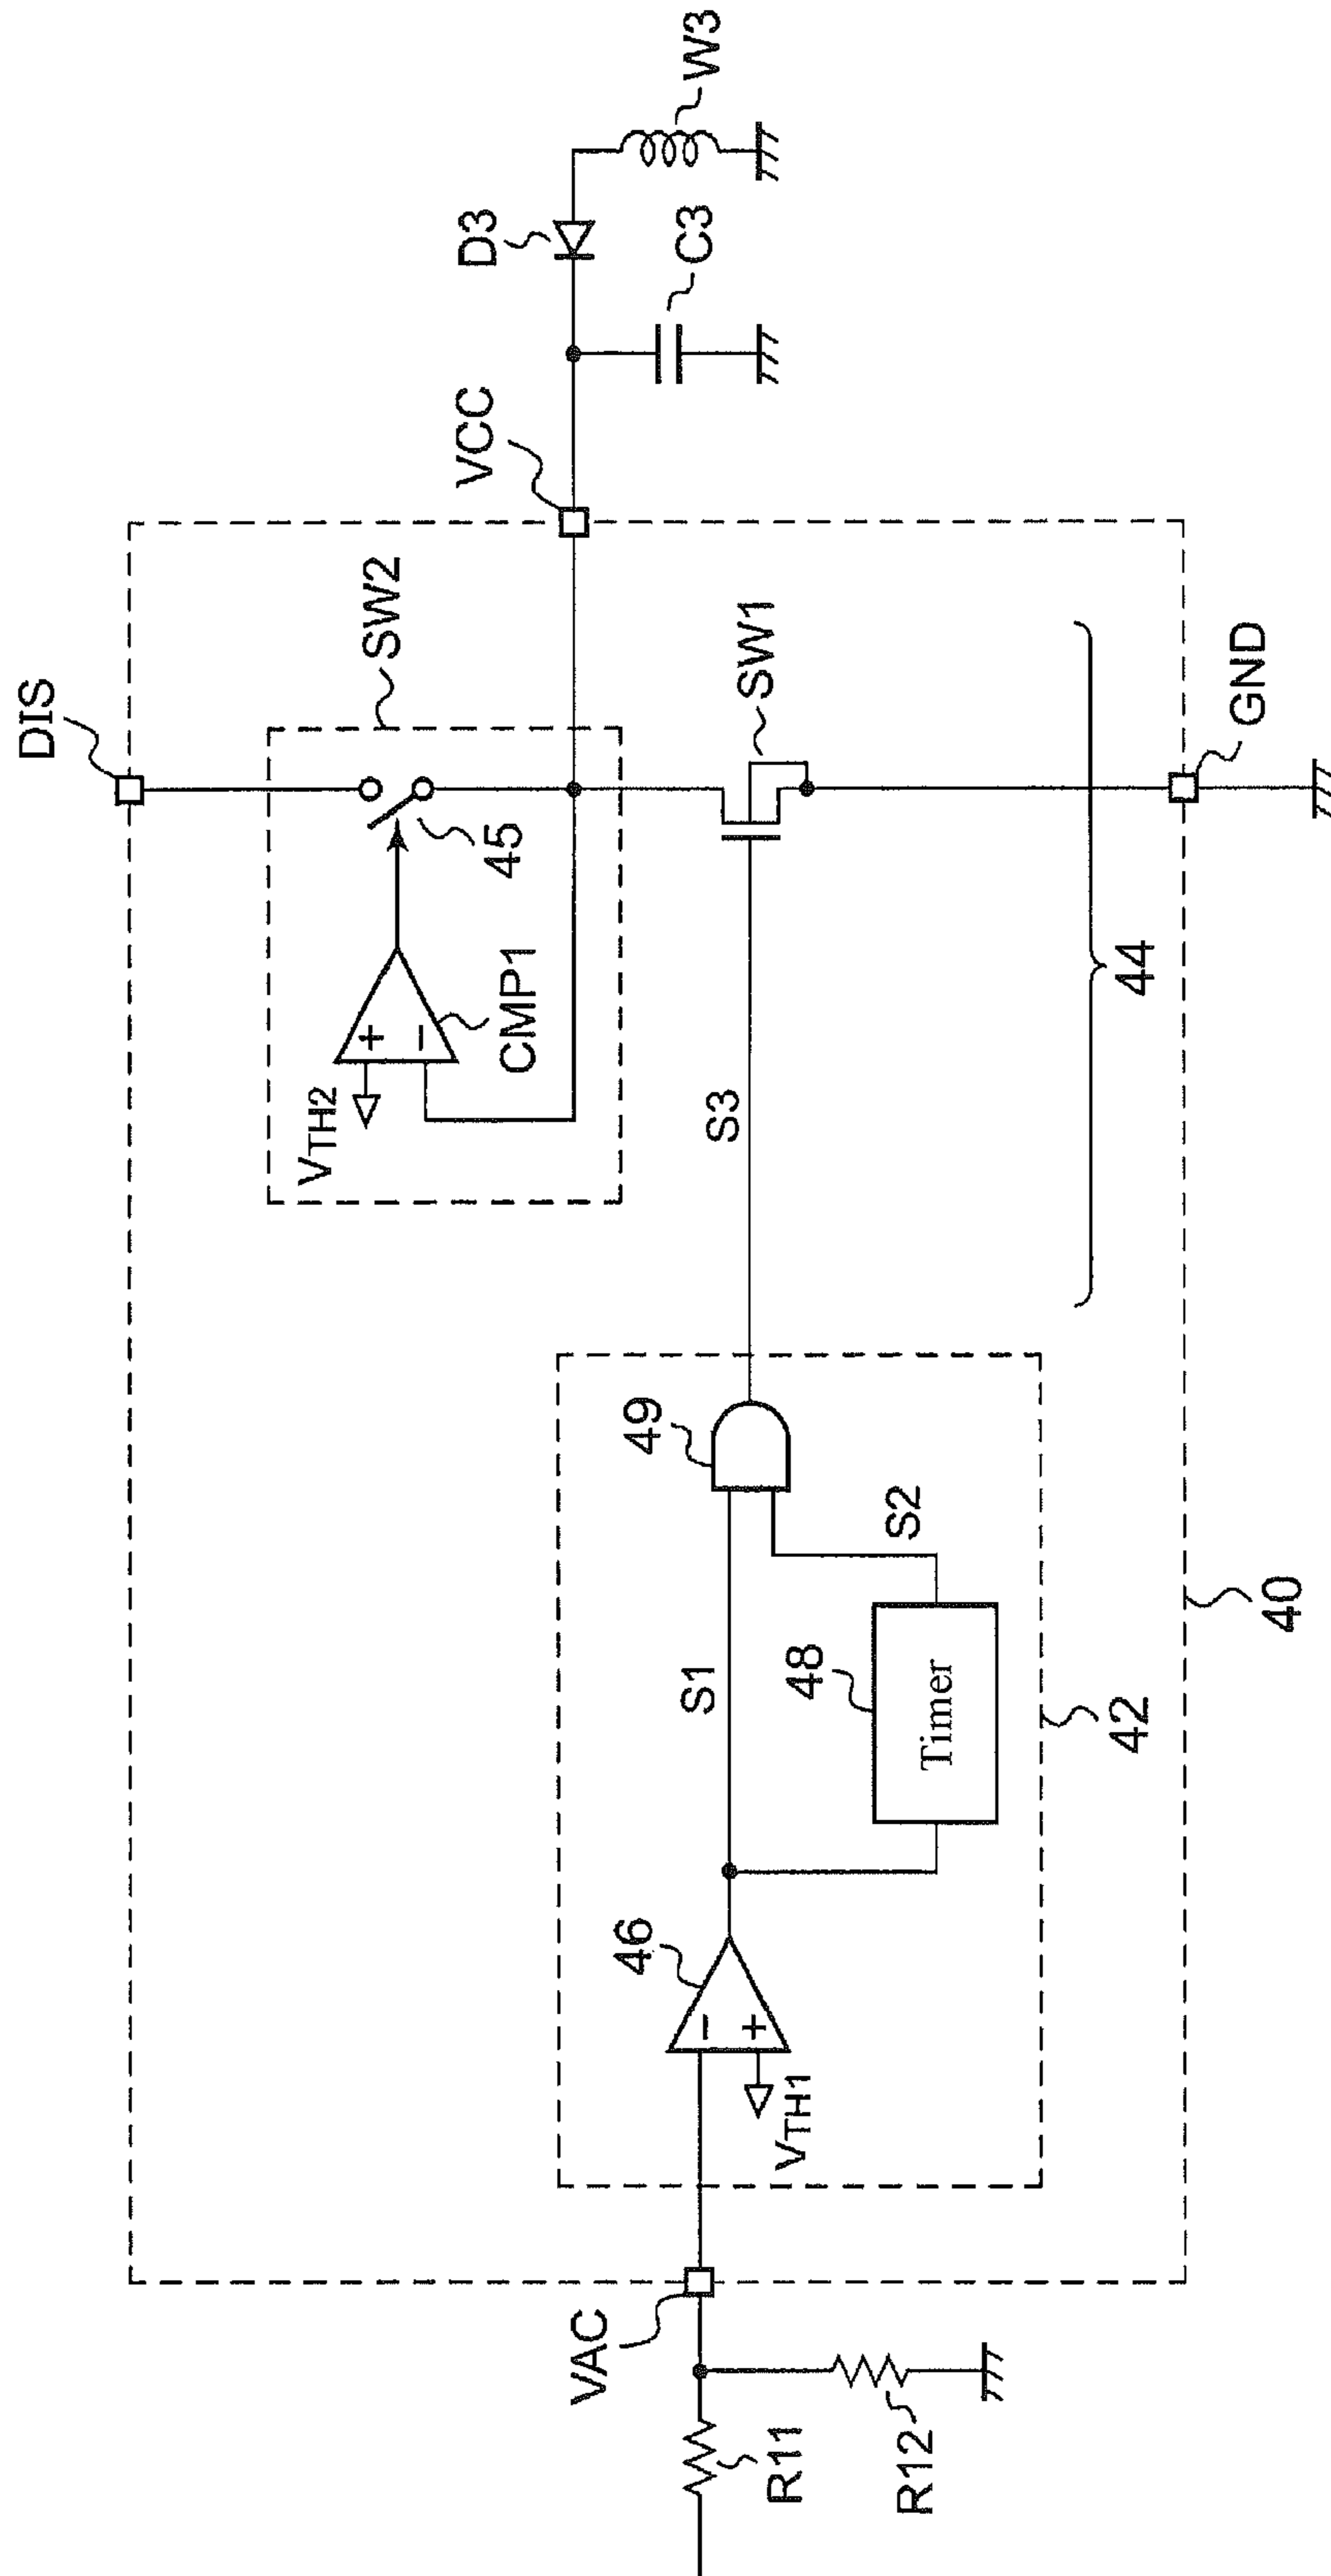 DIS
SW2
VCC
D3
W3
C3
VTH2
+
−
CMP1
45
SW1
S3
44
GND
49
S1
S2
48
Timer
46
−
+
VTH1
42
40
VAC
R11
R12